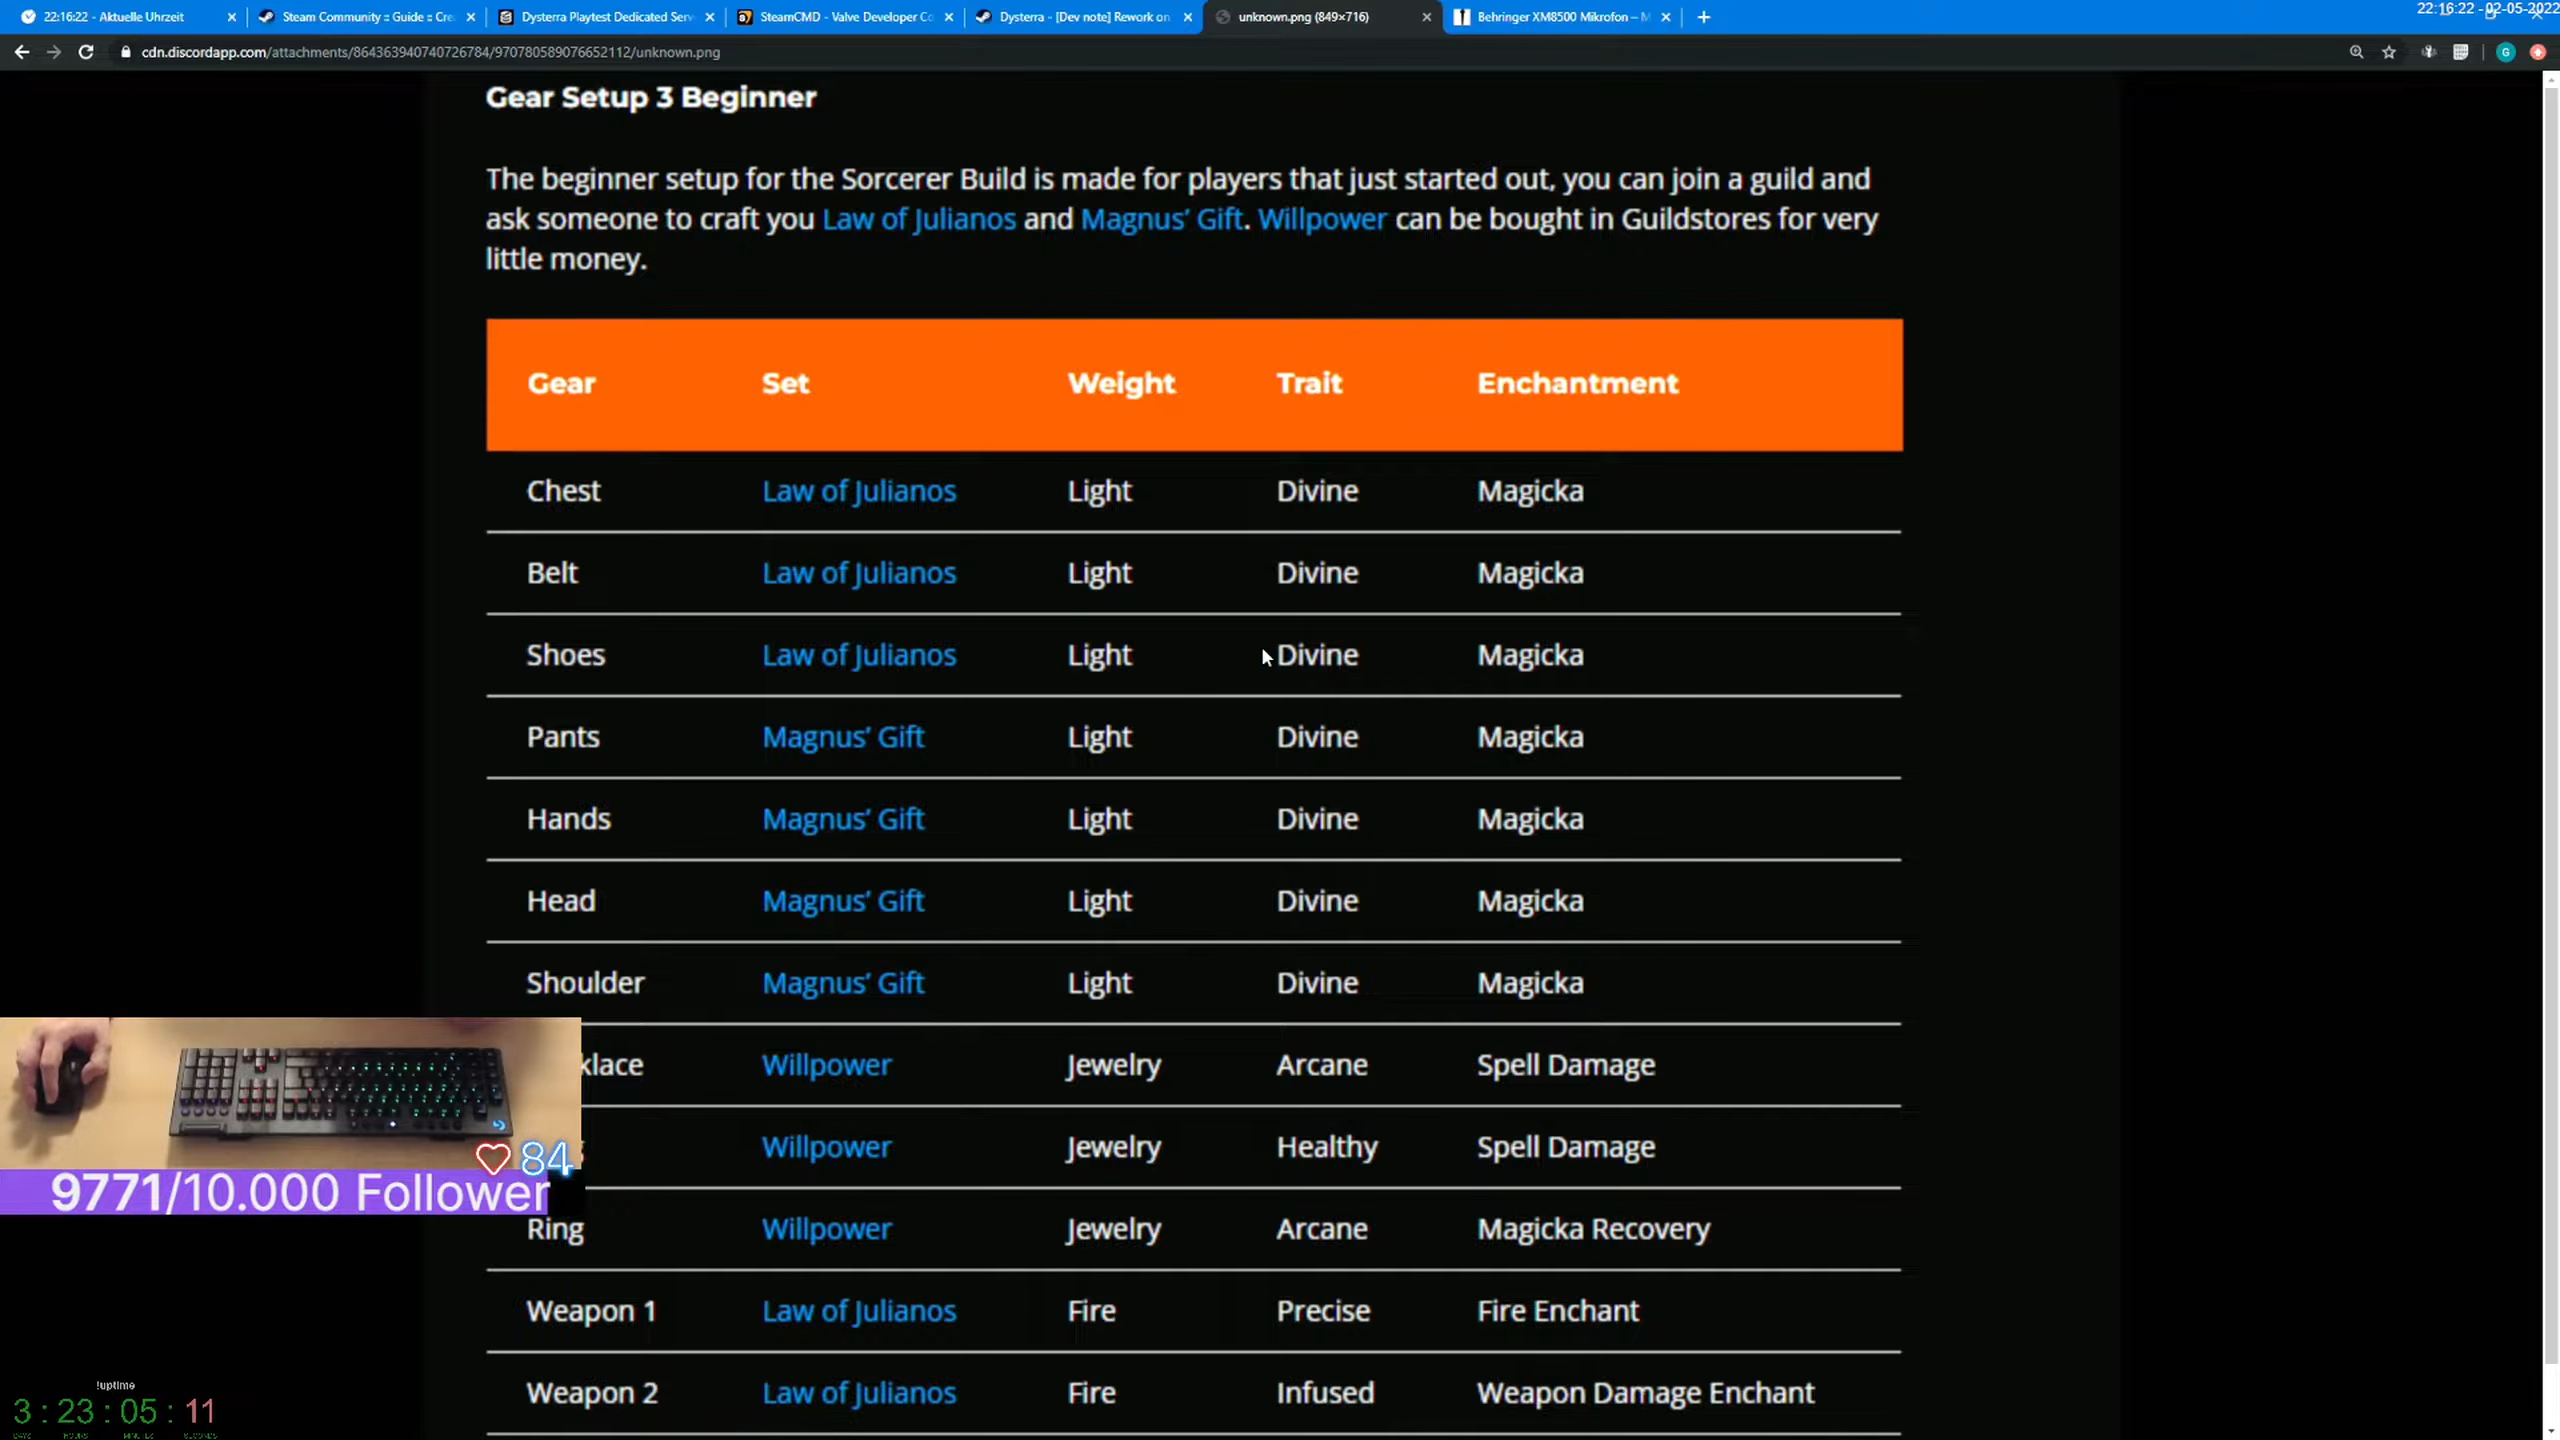 22:16:22 - Aktuelle Uhrzeit
Steam Community :: Guide :: Cre
Dysterra Playtest Dedicated Serv
SteamCMD - Valve Developer Co
Dysterra - [Dev note] Rework on
unknown.png (849×716)
Behringer XM8500 Mikrofon – M
22:16:22 - 02-05-2022
cdn.discordapp.com/attachments/864363940740726784/970780589076652112/unknown.png
G
Gear Setup 3 Beginner
The beginner setup for the Sorcerer Build is made for players that just started out, you can join a guild and
ask someone to craft you Law of Julianos and Magnus’ Gift. Willpower can be bought in Guildstores for very
little money.
Gear Set Weight Trait Enchantment
Chest Law of Julianos Light Divine Magicka
Belt Law of Julianos Light Divine Magicka
Shoes Law of Julianos Light Divine Magicka
Pants Magnus’ Gift Light Divine Magicka
Hands Magnus’ Gift Light Divine Magicka
Head Magnus’ Gift Light Divine Magicka
Shoulder Magnus’ Gift Light Divine Magicka
klace Willpower Jewelry Arcane Spell Damage
g Willpower Jewelry Healthy Spell Damage
Ring Willpower Jewelry Arcane Magicka Recovery
Weapon 1 Law of Julianos Fire Precise Fire Enchant
Weapon 2 Law of Julianos Fire Infused Weapon Damage Enchant
84
9771/10.000 Follower
!uptime
3 : 23 : 05 : 11
DAYS HOURS MINUTES SECONDS